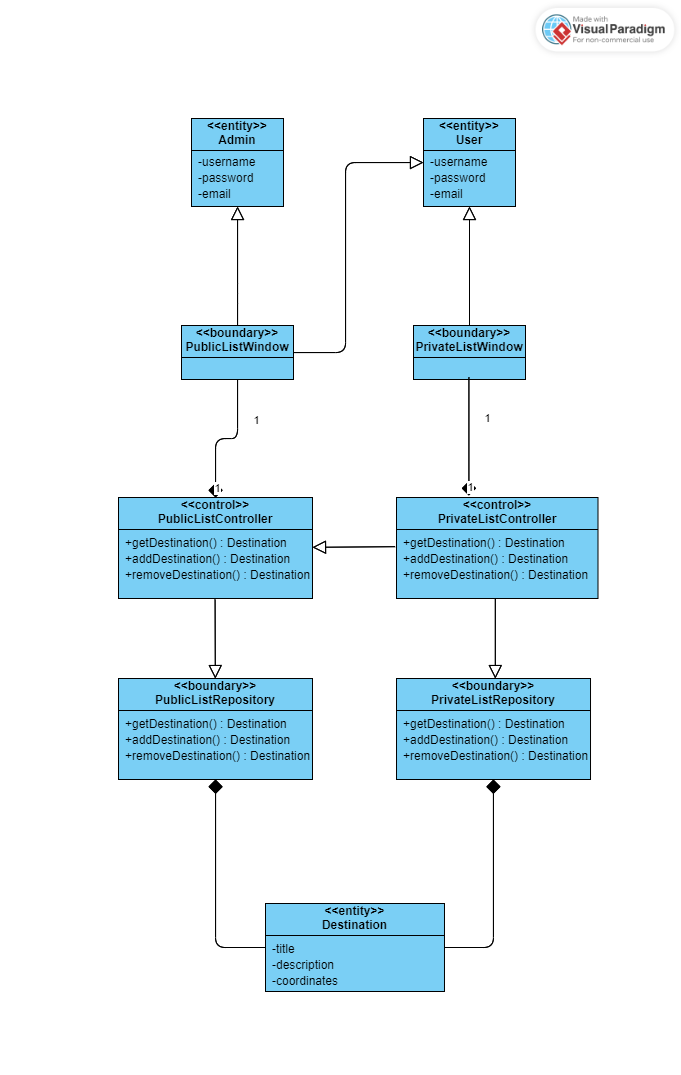 Made with
VisualParadigm
For non-commercial use
<<entity>>
Admin
-username
-password
-email
<<entity>>
User
-username
-password
-email
<<boundary>>
PublicListWindow
<<boundary>>
PrivateListWindow
1
1
1
1
<<control>>
PublicListController
+getDestination() : Destination
+addDestination() : Destination
+removeDestination() : Destination
<<control>>
PrivateListController
+getDestination() : Destination
+addDestination() : Destination
+removeDestination() : Destination
<<boundary>>
PublicListRepository
+getDestination() : Destination
+addDestination() : Destination
+removeDestination() : Destination
<<boundary>>
PrivateListRepository
+getDestination() : Destination
+addDestination() : Destination
+removeDestination() : Destination
<<entity>>
Destination
-title
-description
-coordinates